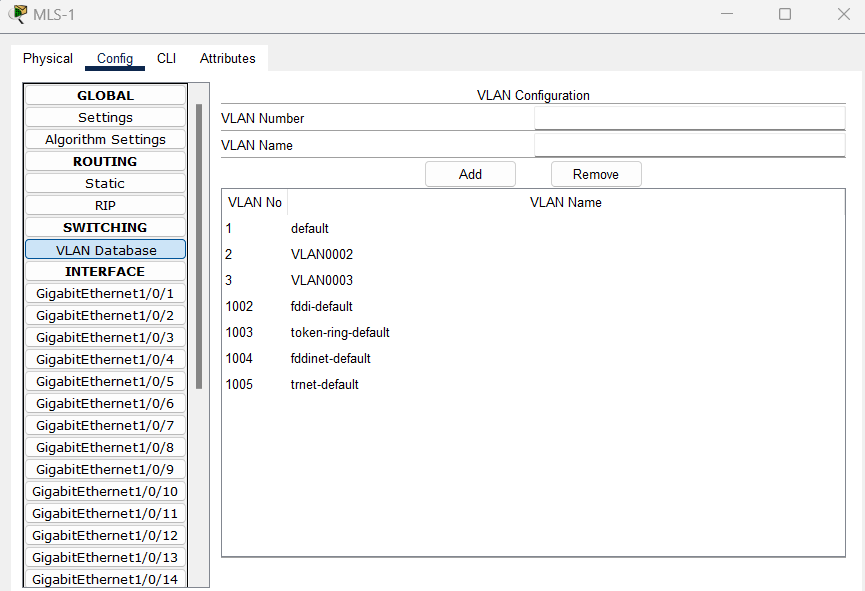 MLS-1
Physical Config CLI Attributes
GLOBAL
Settings
Algorithm Settings
ROUTING
Static
RIP
SWITCHING
VLAN Database
INTERFACE
GigabitEthernet1/0/1
GigabitEthernet1/0/2
GigabitEthernet1/0/3
GigabitEthernet1/0/4
GigabitEthernet1/0/5
GigabitEthernet1/0/6
GigabitEthernet1/0/7
GigabitEthernet1/0/8
GigabitEthernet1/0/9
GigabitEthernet1/0/10
GigabitEthernet1/0/11
GigabitEthernet1/0/12
GigabitEthernet1/0/13
GigabitEthernet1/0/14
VLAN Configuration
VLAN Number
VLAN Name
Add Remove
VLAN No VLAN Name
1 default
2 VLAN0002
3 VLAN0003
1002 fddi-default
1003 token-ring-default
1004 fddinet-default
1005 trnet-default